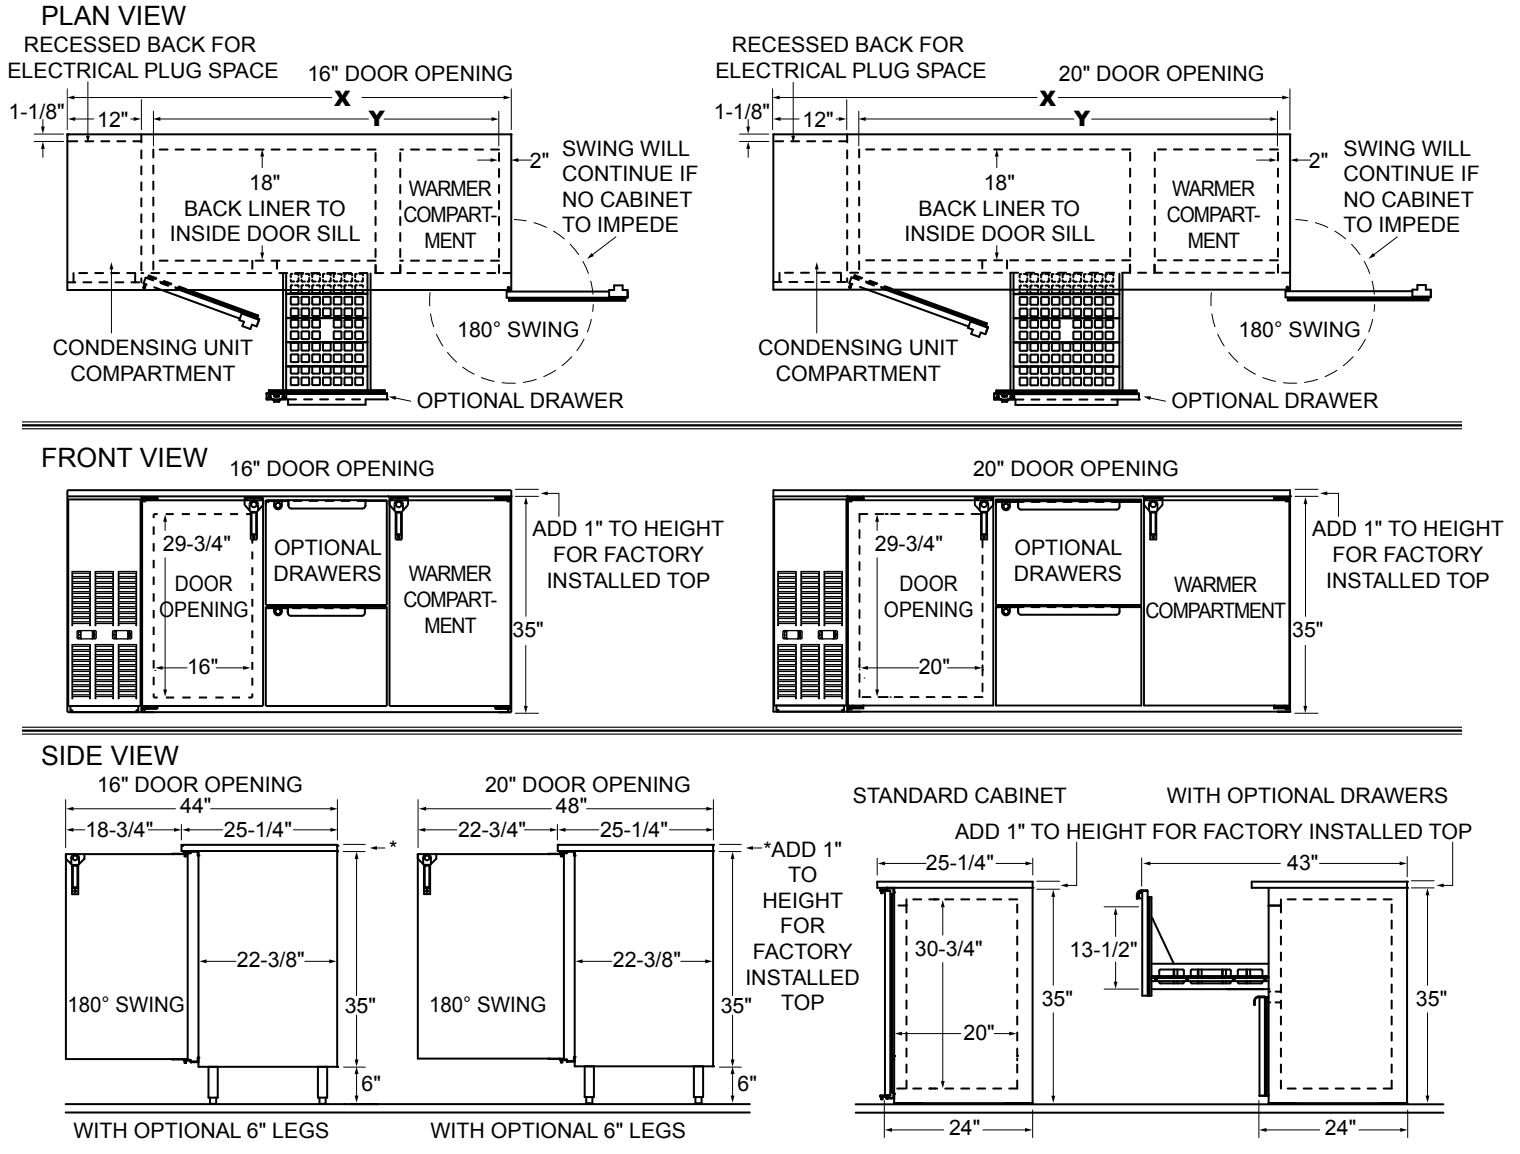 PLAN VIEW
RECESSED BACK FOR
ELECTRICAL PLUG SPACE
16" DOOR OPENING
X
1-1/8"
12"
Y
2"
SWING WILL
CONTINUE IF
NO CABINET
TO IMPEDE
18"
BACK LINER TO
INSIDE DOOR SILL
WARMER
COMPART-
MENT
180° SWING
CONDENSING UNIT
COMPARTMENT
OPTIONAL DRAWER
RECESSED BACK FOR
ELECTRICAL PLUG SPACE
20" DOOR OPENING
X
1-1/8"
12"
Y
2"
SWING WILL
CONTINUE IF
NO CABINET
TO IMPEDE
18"
BACK LINER TO
INSIDE DOOR SILL
WARMER
COMPART-
MENT
180° SWING
CONDENSING UNIT
COMPARTMENT
OPTIONAL DRAWER
FRONT VIEW
16" DOOR OPENING
29-3/4"
DOOR
OPENING
16"
OPTIONAL
DRAWERS
WARMER
COMPART-
MENT
35"
ADD 1" TO HEIGHT
FOR FACTORY
INSTALLED TOP
20" DOOR OPENING
29-3/4"
DOOR
OPENING
20"
OPTIONAL
DRAWERS
WARMER
COMPARTMENT
35"
ADD 1" TO HEIGHT
FOR FACTORY
INSTALLED TOP
SIDE VIEW
16" DOOR OPENING
44"
18-3/4"
25-1/4"
*
22-3/8"
180° SWING
35"
6"
WITH OPTIONAL 6" LEGS
20" DOOR OPENING
48"
22-3/4"
25-1/4"
*ADD 1"
TO
HEIGHT
FOR
FACTORY
INSTALLED
TOP
22-3/8"
180° SWING
35"
6"
WITH OPTIONAL 6" LEGS
STANDARD CABINET
WITH OPTIONAL DRAWERS
ADD 1" TO HEIGHT FOR FACTORY INSTALLED TOP
25-1/4"
30-3/4"
20"
35"
24"
43"
13-1/2"
35"
24"